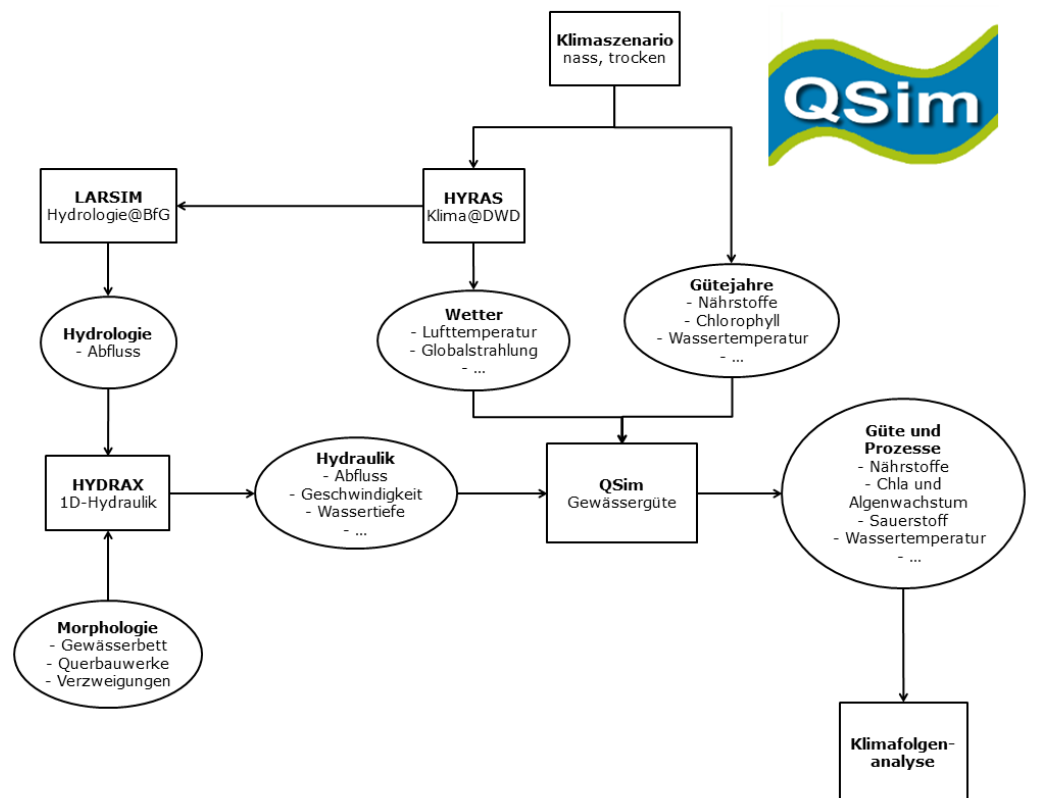 Klimaszenario
nass, trocken
QSim
LARSIM
Hydrologie@BfG
HYRAS
Klima@DWD
Hydrologie
- Abfluss
Wetter
- Lufttemperatur
- Globalstrahlung
- ...
Gütejahre
- Nährstoffe
- Chlorophyll
- Wassertemperatur
- ...
HYDRAX
1D-Hydraulik
Hydraulik
- Abfluss
- Geschwindigkeit
- Wassertiefe
- ...
QSim
Gewässergüte
Güte und
Prozesse
- Nährstoffe
- Chla und
Algenwachstum
- Sauerstoff
- Wassertemperatur
- ...
Morphologie
- Gewässerbett
- Querbauwerke
- Verzweigungen
Klimafolgen-
analyse